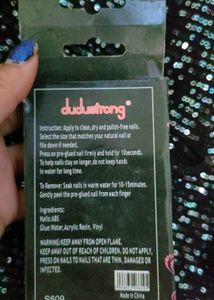 dudustrong®
Instruction: Apply to clean,dry and polish-free nails.
Select the size that matches your natural nail or
file down if needed.
Press on pre-glued nail firmly and hold for 10seconds.
To help nails stay longer, do not keep hands
in water for long time.
To Remove: Soak nails in warm water for 10-15minutes.
Gently peel the pre-glued nail from each finger
Ingredients:
Nails:ABS
Glue:Water,Acrylic Resin, Vinyl
WARNING:KEEP AWAY FROM OPEN FLAME,
KEEP AWAY OUT OF REACH OF CHILDREN. DO NOT APPLY,
PRESS ON NAILS TO NAILS THAT ARE THIN, DAMAGED OR
INFECTED.
S609
Made in China